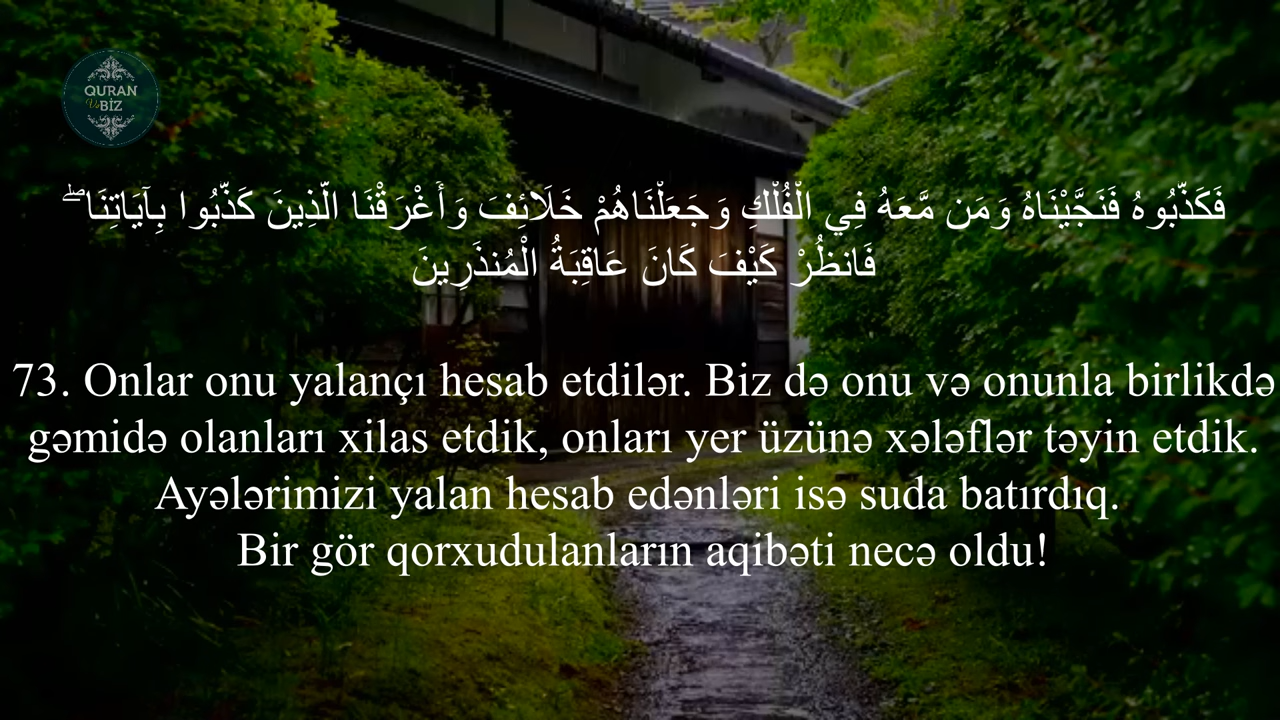 QURAN
Və BİZ
فَكَذَّبُوهُ فَنَجَّيْنَاهُ وَمَن مَّعَهُ فِي الْفُلْكِ وَجَعَلْنَاهُمْ خَلَائِفَ وَأَغْرَقْنَا الَّذِينَ كَذَّبُوا بِآيَاتِنَا ۖ
فَانظُرْ كَيْفَ كَانَ عَاقِبَةُ الْمُنذَرِينَ
73. Onlar onu yalançı hesab etdilər. Biz də onu və onunla birlikdə
gəmidə olanları xilas etdik, onları yer üzünə xələflər təyin etdik.
Ayələrimizi yalan hesab edənləri isə suda batırdıq.
Bir gör qorxudulanların aqibəti necə oldu!